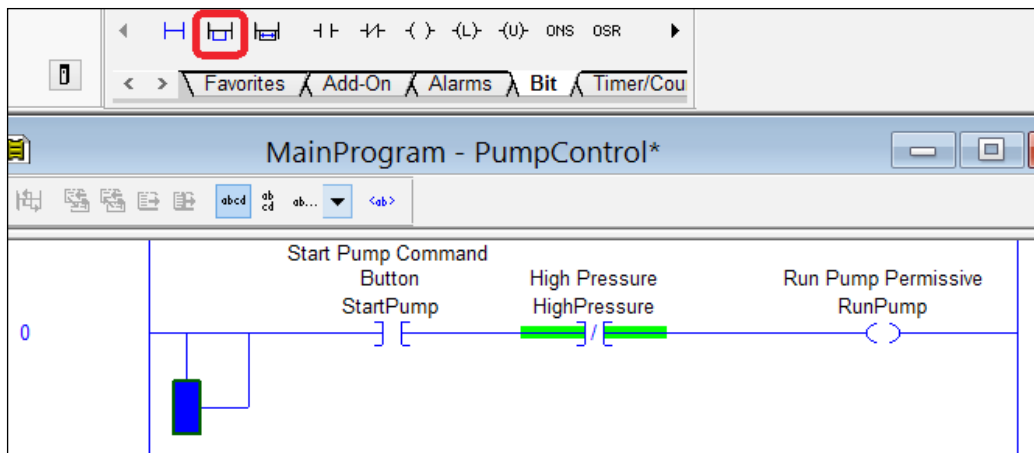 ONS OSR
Favorites Add-On Alarms Bit Timer/Cou
MainProgram - PumpControl*
abcd ab cd ab... <ab>
Start Pump Command
Button High Pressure Run Pump Permissive
StartPump HighPressure RunPump
0